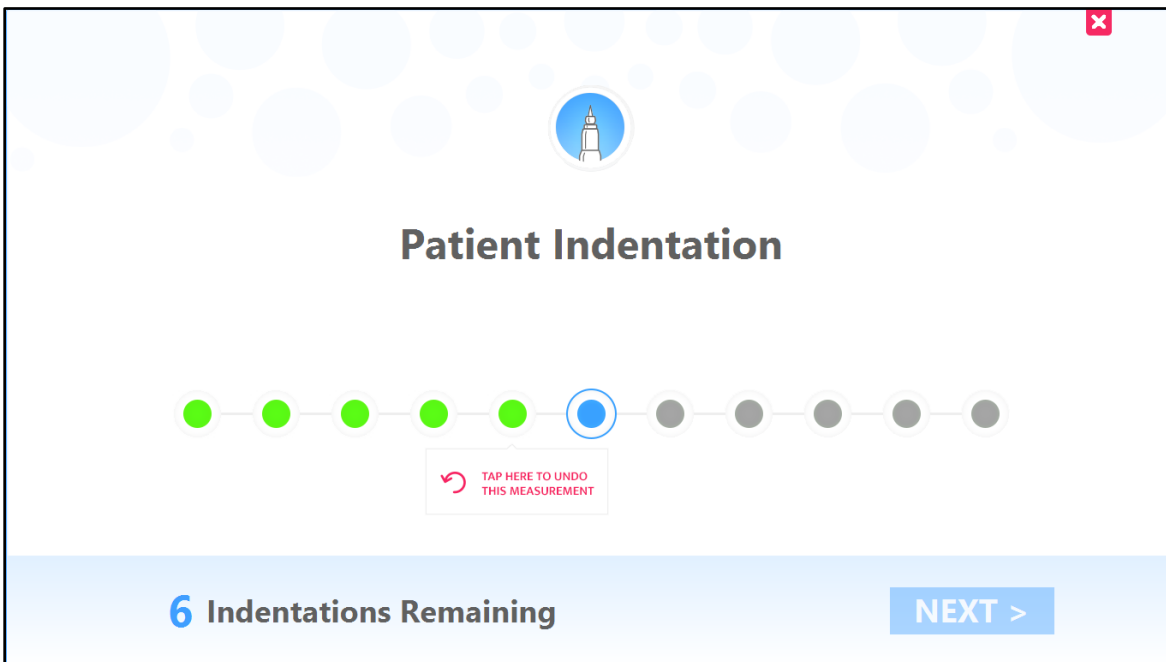 Patient Indentation
TAP HERE TO UNDO
THIS MEASUREMENT
6 Indentations Remaining
NEXT >